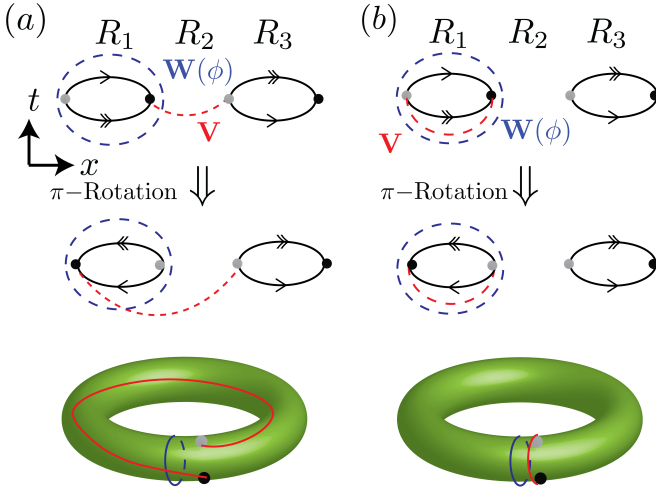 (a) R₁ R₂ R₃
W(ϕ)
t
V
x
π−Rotation
(b) R₁ R₂ R₃
V
W(ϕ)
π−Rotation